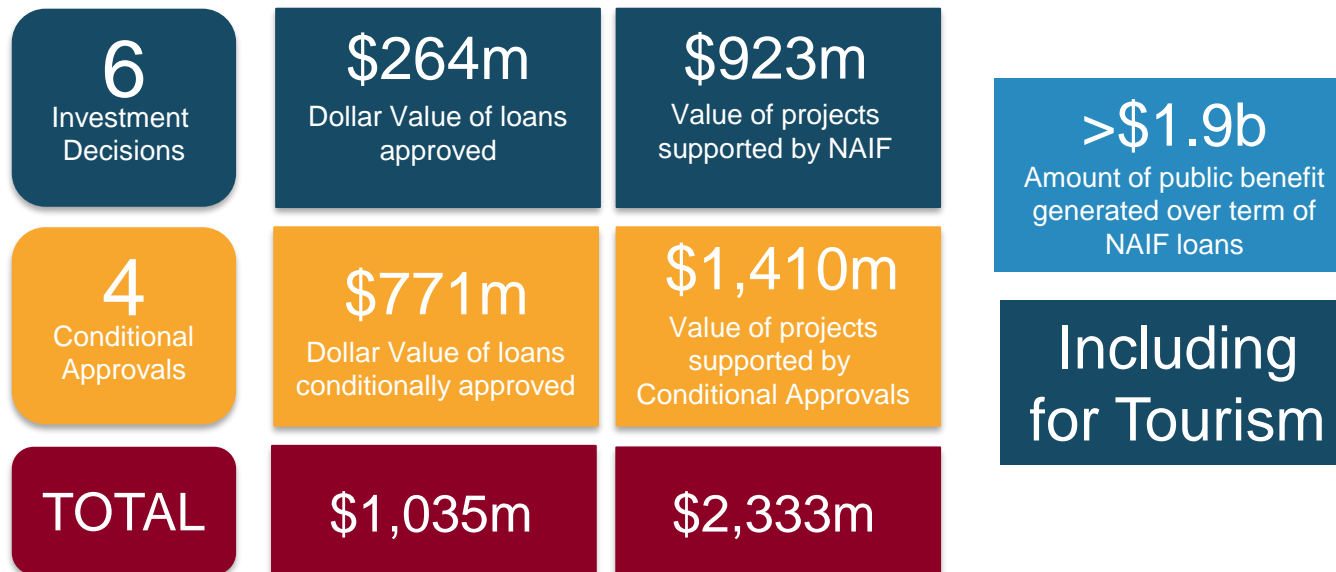 6
Investment
Decisions
$264m
Dollar Value of loans
approved
$923m
Value of projects
supported by NAIF
>$1.9b
Amount of public benefit
generated over term of
NAIF loans
4
Conditional
Approvals
$771m
Dollar Value of loans
conditionally approved
$1,410m
Value of projects
supported by
Conditional Approvals
Including
for Tourism
TOTAL
$1,035m
$2,333m